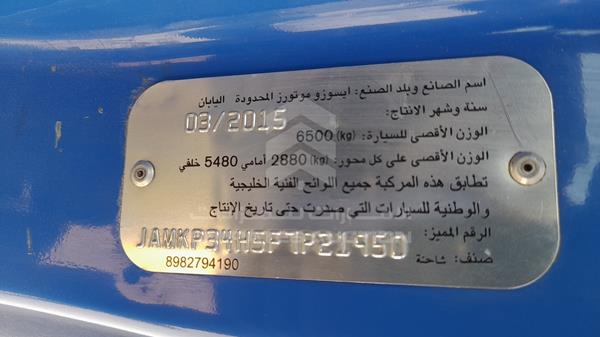 اسم الصانع وبلد الصنع: ايسوزو موتورز المحدودة اليابان
سنة وشهر الانتاج: 03/2015
الوزن الأقصى للسيارة: 6500 (kg)
الوزن الأقصى على كل محور: (kg) 2880 أمامي 5480 خلفي
تطابق هذه المركبة جميع اللوائح الفنية الخليجية
والوطنية للسيارات التي صدرت حتى تاريخ الإنتاج
الرقم المميز: JAMKP34H5F7P21950
صنف: شاحنة
8982794190